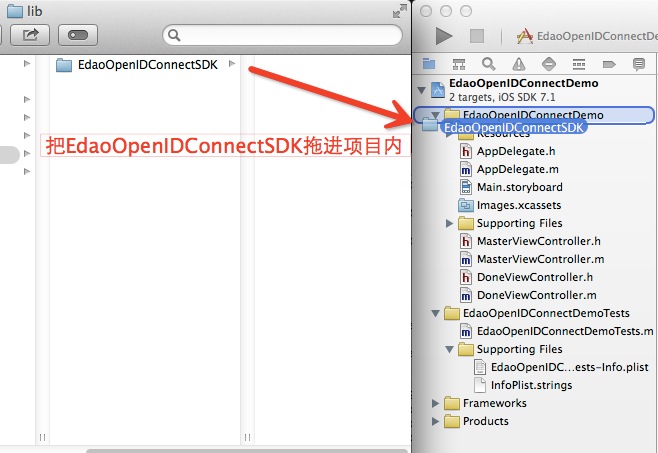 lib
EdaoOpenIDConnectSDK
把EdaoOpenIDConnectSDK拖进项目内
EdaoOpenIDConnectDe
EdaoOpenIDConnectDemo
2 targets, iOS SDK 7.1
EdaoOpenIDConnectDemo
EdaoOpenIDConnectSDK
Resources
AppDelegate.h
AppDelegate.m
Main.storyboard
Images.xcassets
Supporting Files
MasterViewController.h
MasterViewController.m
DoneViewController.h
DoneViewController.m
EdaoOpenIDConnectDemoTests
EdaoOpenIDConnectDemoTests.m
Supporting Files
EdaoOpenIDC...ests-Info.plist
InfoPlist.strings
Frameworks
Products